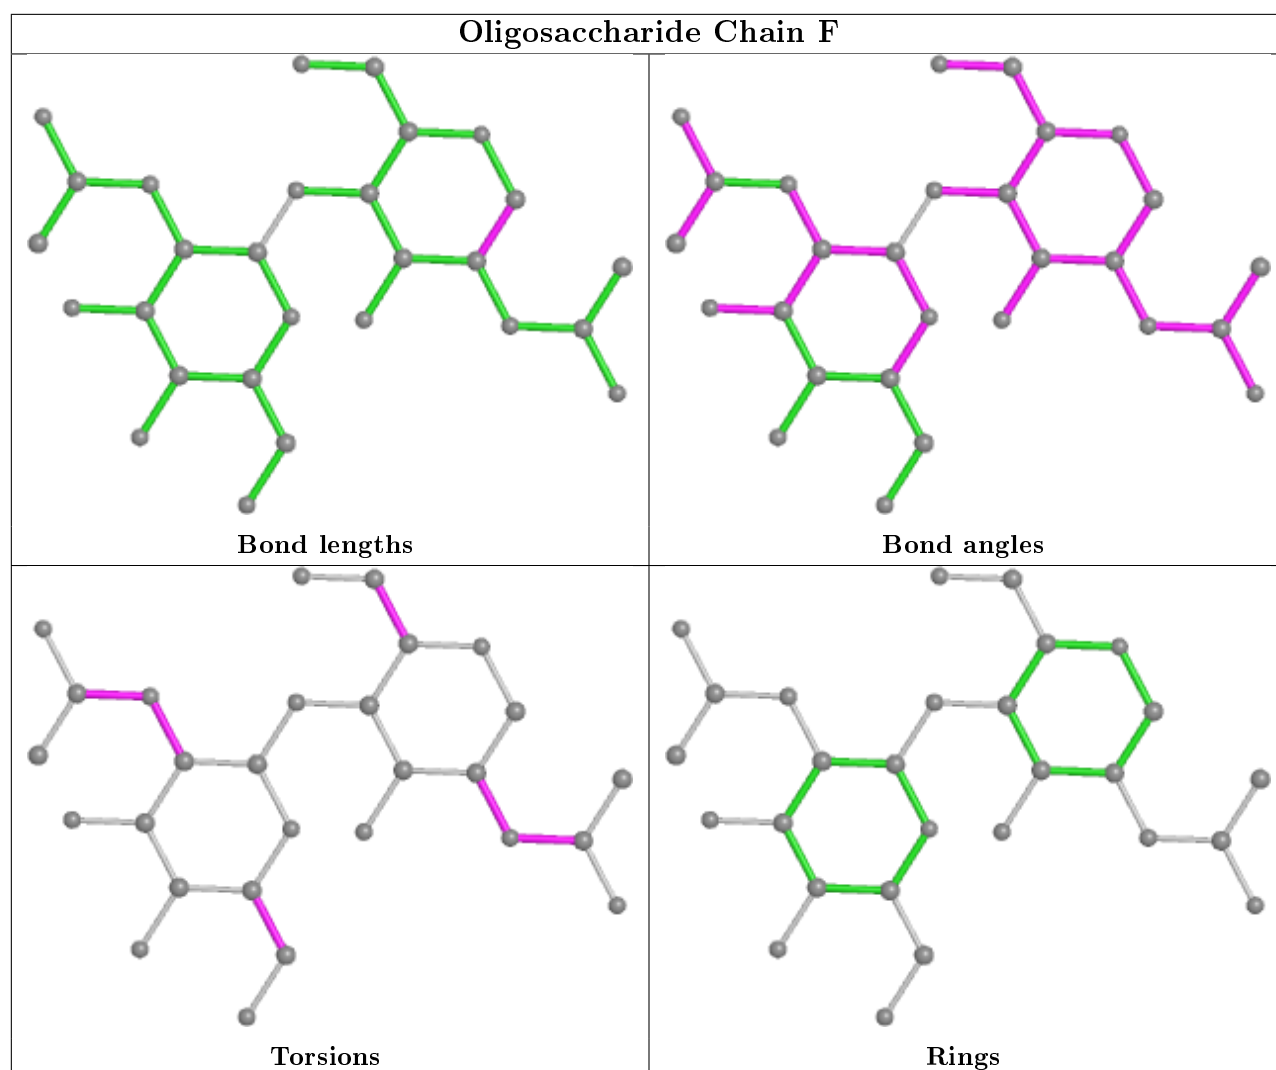 Oligosaccharide Chain F
Bond lengths
Bond angles
Torsions
Rings